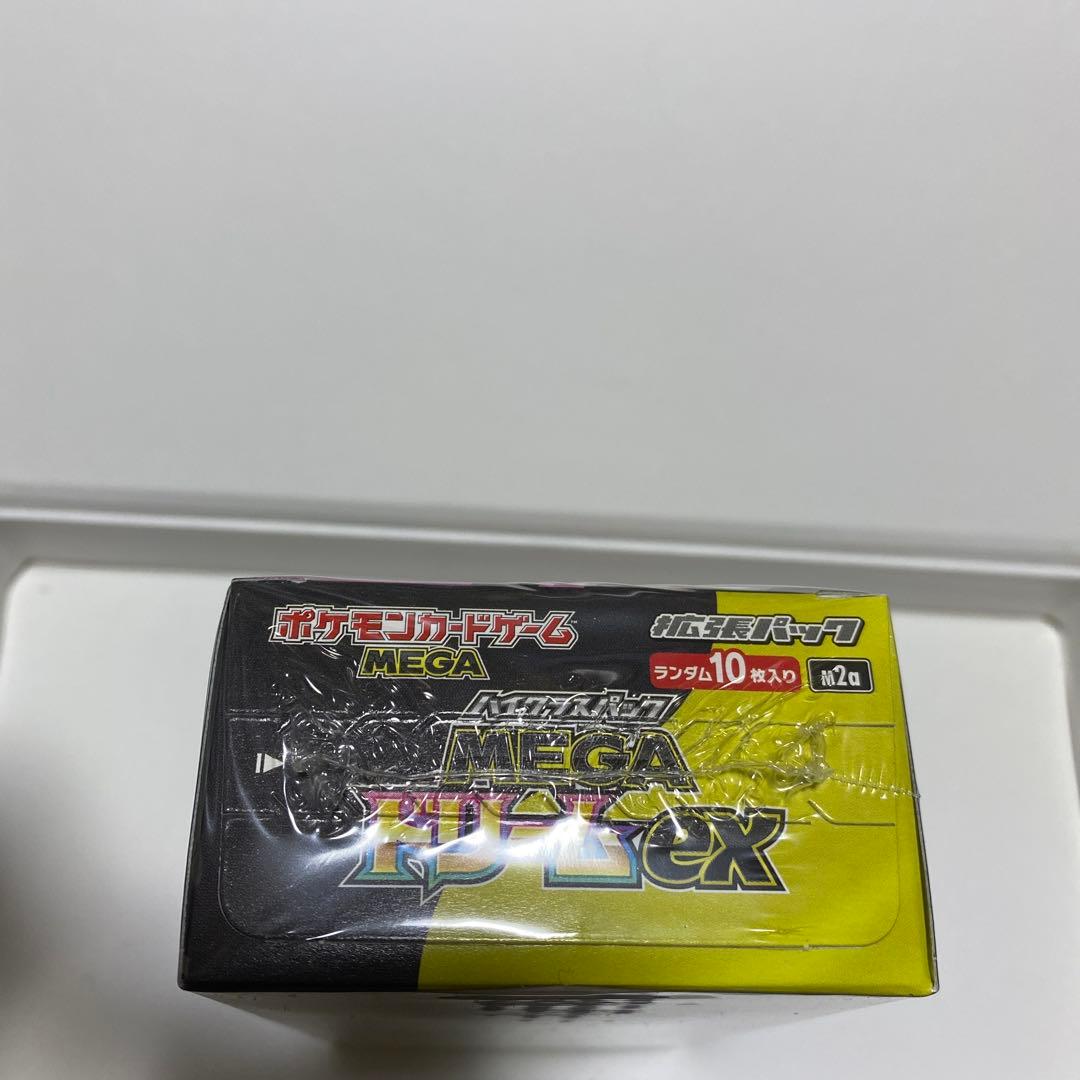 ポケモンカードゲーム
MEGA
拡張パック
ランダム10枚入り
M2a
ハイクラスパック
MEGA
ドリームex